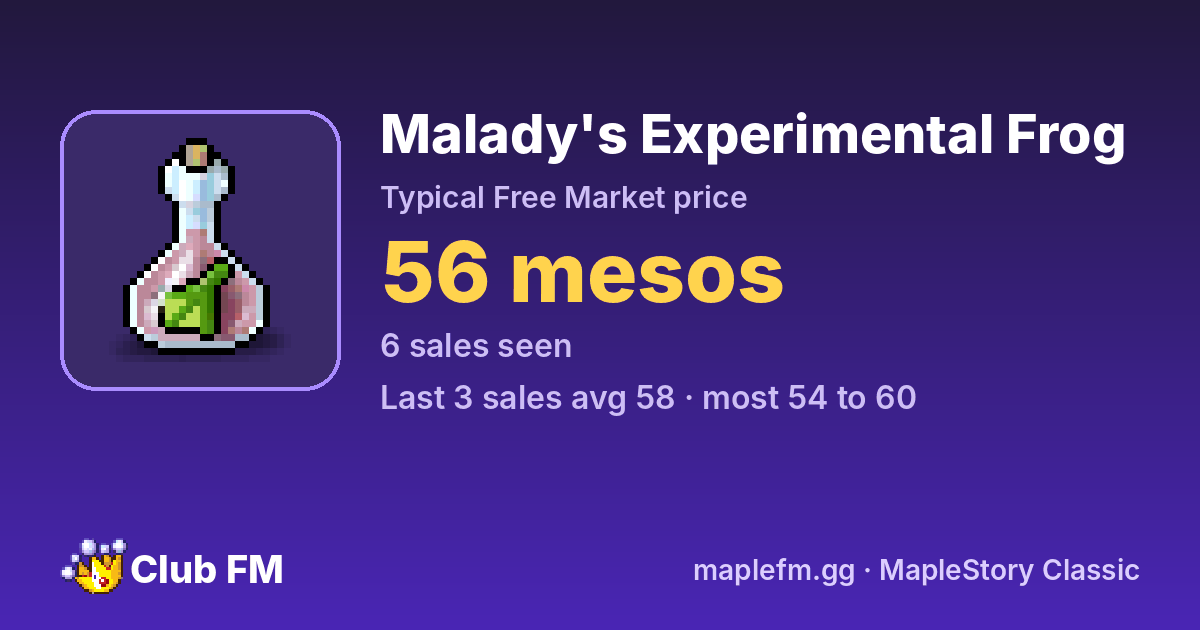 Malady's Experimental Frog
Typical Free Market price
56 mesos
6 sales seen
Last 3 sales avg 58 · most 54 to 60
Club FM
maplefm.gg · MapleStory Classic